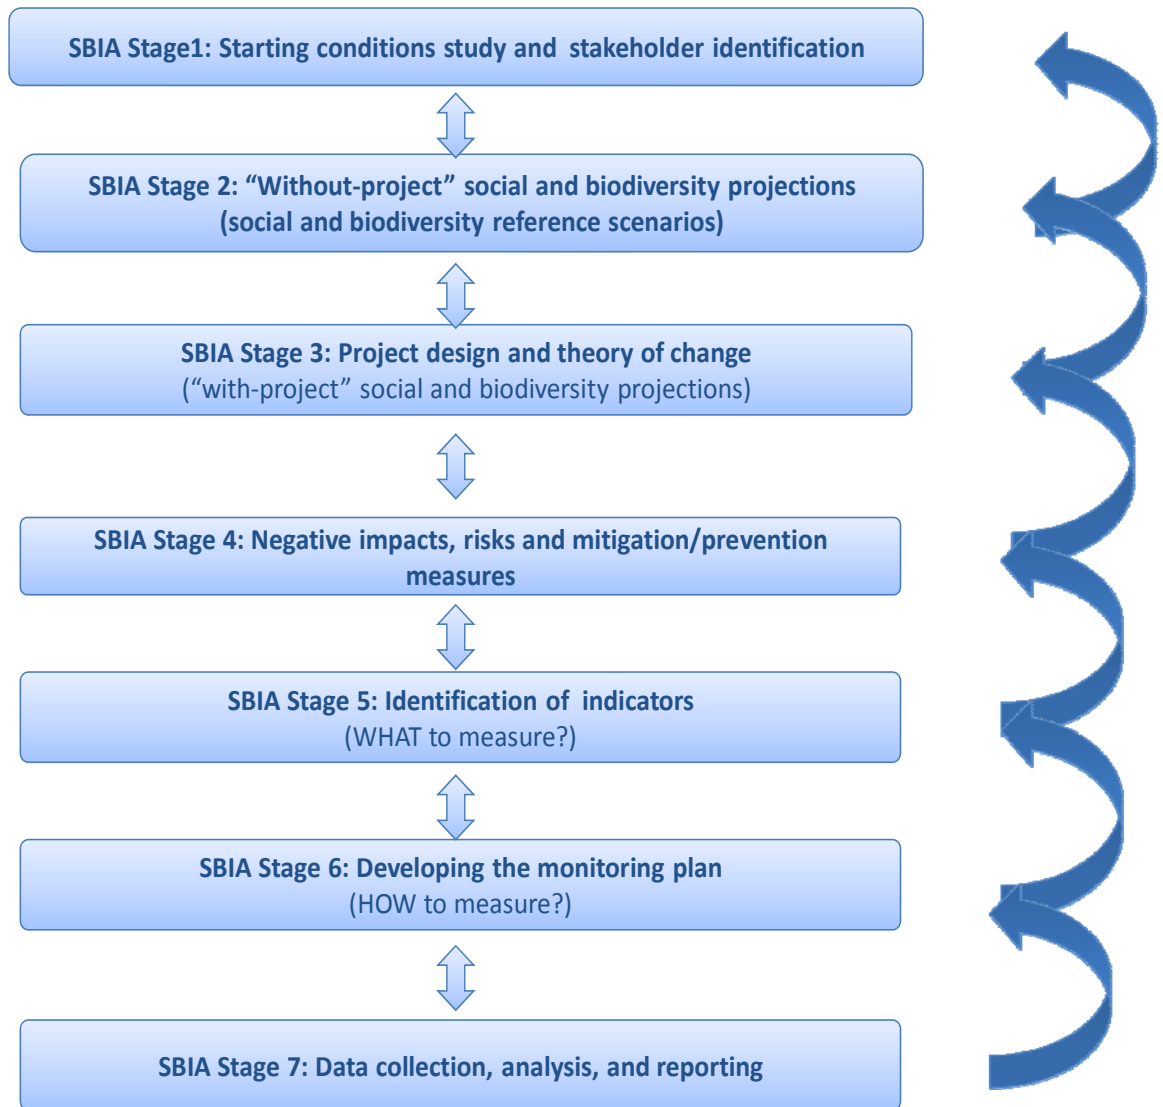 SBIA Stage1: Starting conditions study and stakeholder identification
SBIA Stage 2: “Without-project” social and biodiversity projections
(social and biodiversity reference scenarios)
SBIA Stage 3: Project design and theory of change
(“with-project” social and biodiversity projections)
SBIA Stage 4: Negative impacts, risks and mitigation/prevention
measures
SBIA Stage 5: Identification of indicators
(WHAT to measure?)
SBIA Stage 6: Developing the monitoring plan
(HOW to measure?)
SBIA Stage 7: Data collection, analysis, and reporting